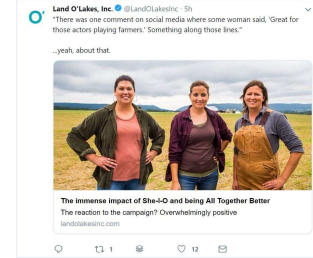 Land O'Lakes, Inc. @LandOLakesInc · 5h
"There was one comment on social media where some woman said, 'Great for
those actors playing farmers.' Something along those lines."
...yeah, about that.
The immense impact of She-I-O and being All Together Better
The reaction to the campaign? Overwhelmingly positive
landolakesinc.com
1
12